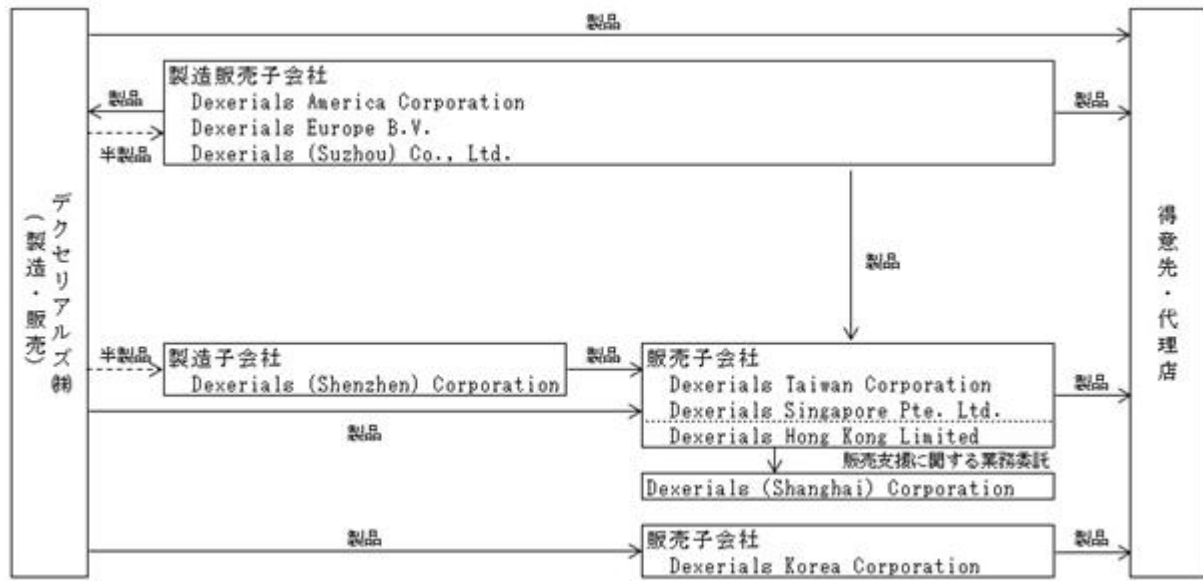 製品
製造販売子会社
Dexerials America Corporation
Dexerials Europe B.V.
Dexerials (Suzhou) Co., Ltd.
製品
半製品
製品
デクセリアルズ㈱
(製造・販売)
得意先・代理店
製品
半製品
製造子会社
Dexerials (Shenzhen) Corporation
製品
販売子会社
Dexerials Taiwan Corporation
Dexerials Singapore Pte. Ltd.
Dexerials Hong Kong Limited
製品
製品
販売支援に関する業務委託
Dexerials (Shanghai) Corporation
製品
販売子会社
Dexerials Korea Corporation
製品